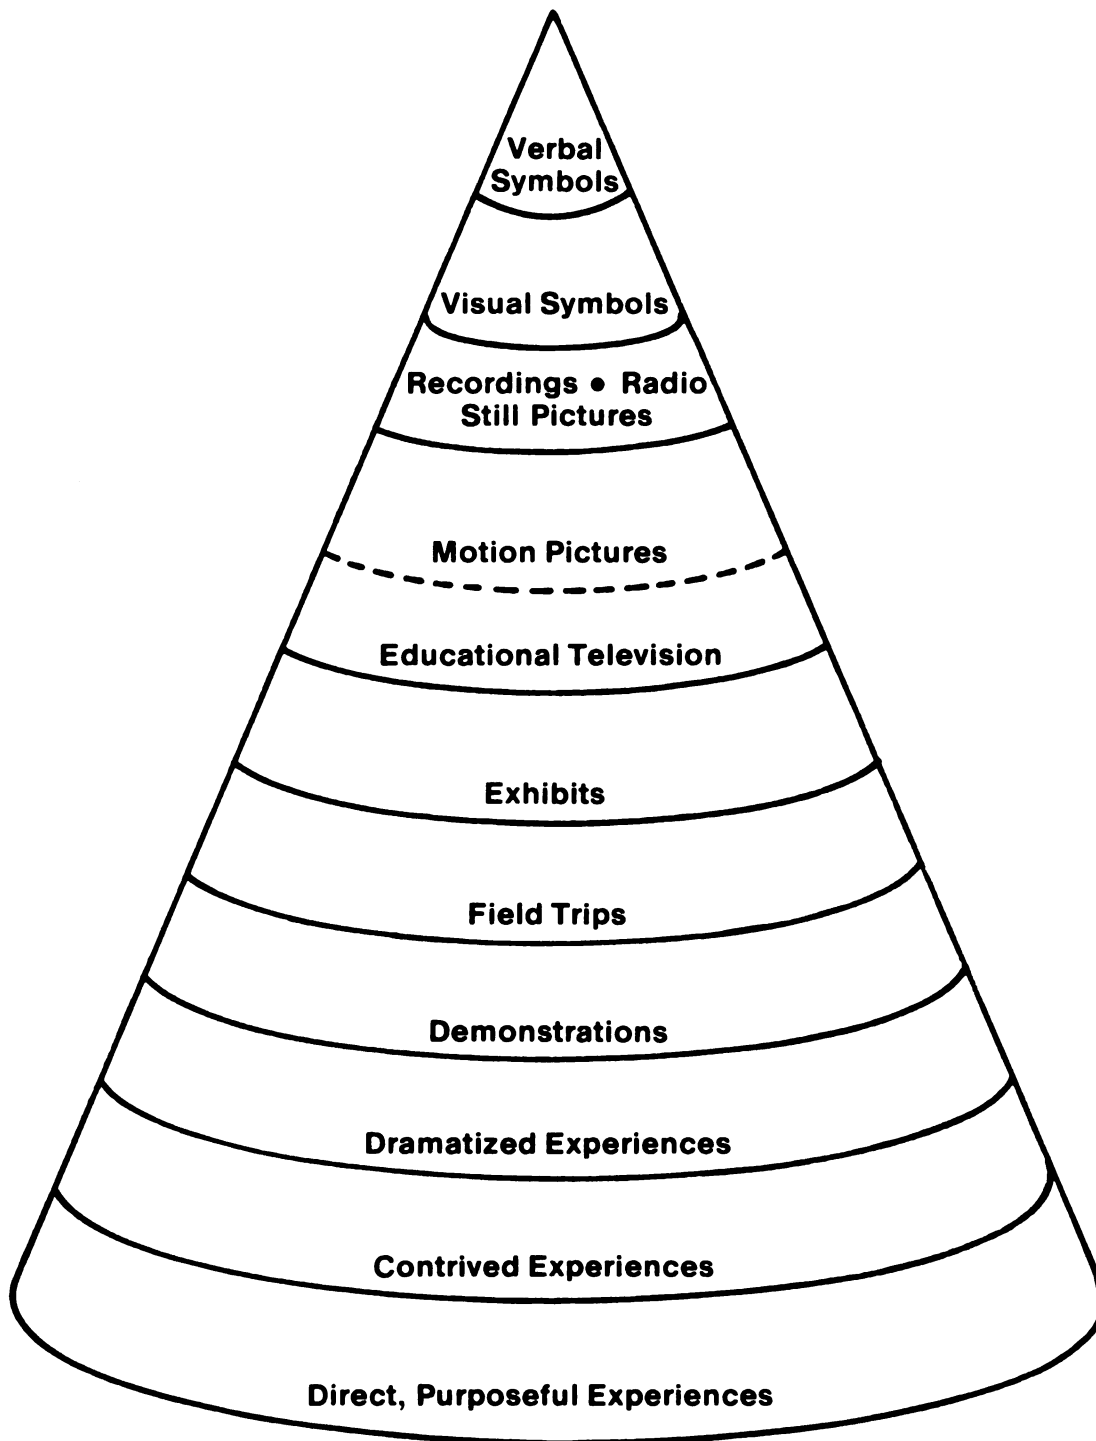 Verbal
Symbols
Visual Symbols
Recordings • Radio
Still Pictures
Motion Pictures
Educational Television
Exhibits
Field Trips
Demonstrations
Dramatized Experiences
Contrived Experiences
Direct, Purposeful Experiences